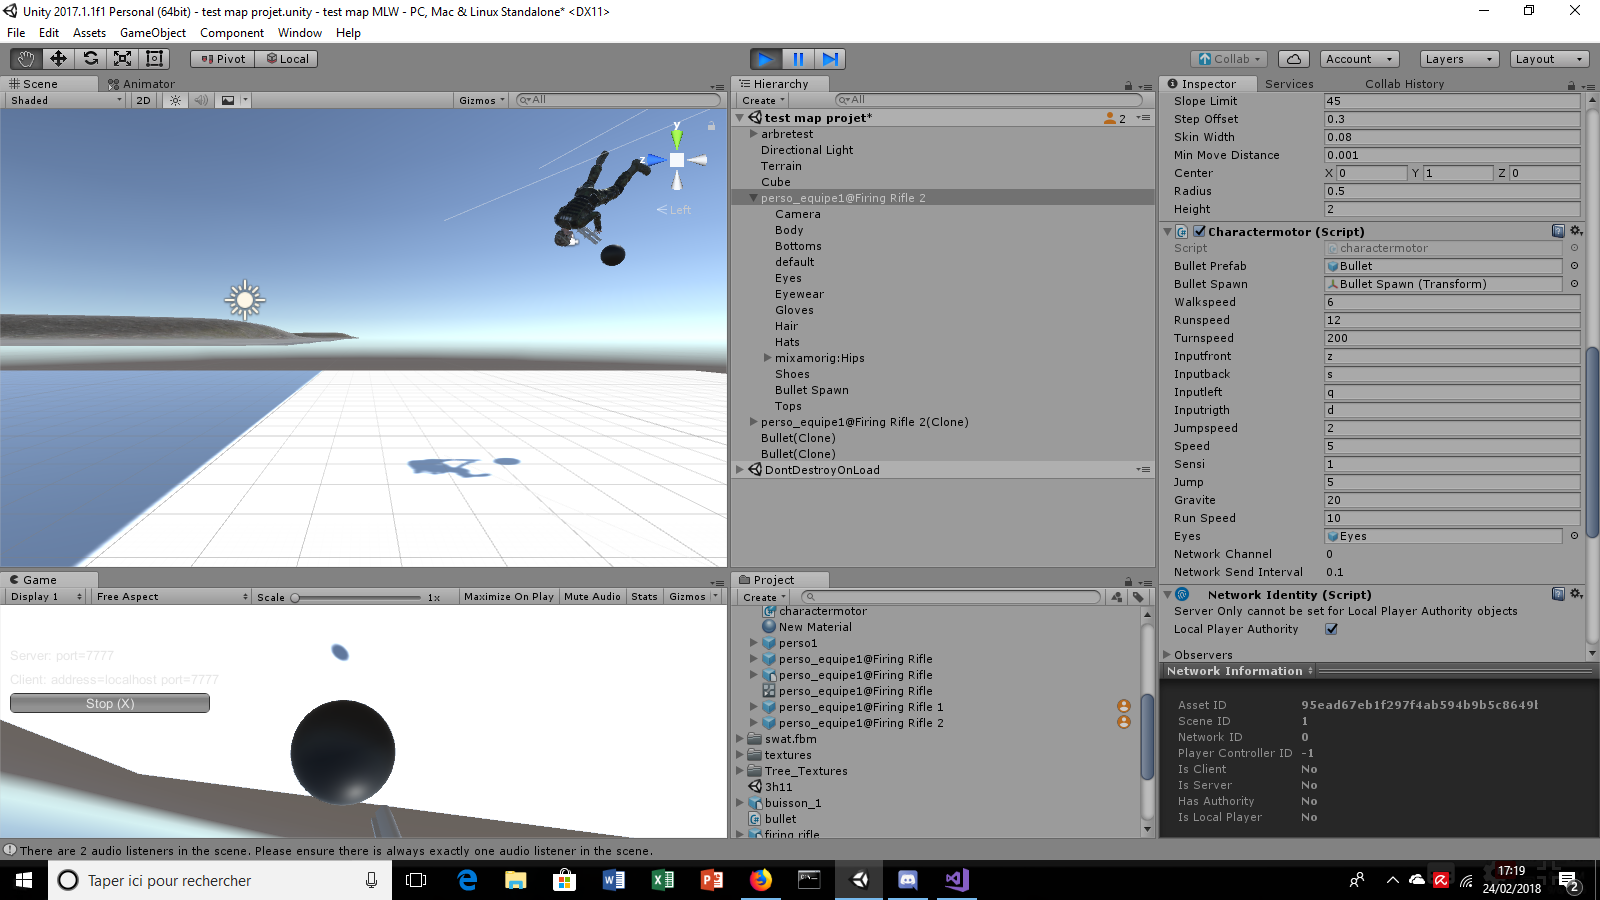 Unity 2017.1.1f1 Personal (64bit) - test map projet.unity - test map MLW - PC, Mac & Linux Standalone* <DX11>
File Edit Assets GameObject Component Window Help
Pivot Local Collab Account Layers Layout
Scene Animator
Shaded 2D Gizmos All
y
z
Left
Game
Display 1 Free Aspect Scale 1x Maximize On Play Mute Audio Stats Gizmos
Server: port=7777
Client: address=localhost port=7777
Stop (X)
Hierarchy
Create All
test map projet* 2
arbretest
Directional Light
Terrain
Cube
perso_equipe1@Firing Rifle 2
Camera
Body
Bottoms
default
Eyes
Eyewear
Gloves
Hair
Hats
mixamorig:Hips
Shoes
Bullet Spawn
Tops
perso_equipe1@Firing Rifle 2(Clone)
Bullet(Clone)
Bullet(Clone)
DontDestroyOnLoad
Project
Create
charactermotor
New Material
perso1
perso_equipe1@Firing Rifle
perso_equipe1@Firing Rifle
perso_equipe1@Firing Rifle
perso_equipe1@Firing Rifle 1
perso_equipe1@Firing Rifle 2
swat.fbm
textures
Tree_Textures
3h11
buisson_1
bullet
firing rifle
Inspector Services Collab History
Slope Limit 45
Step Offset 0.3
Skin Width 0.08
Min Move Distance 0.001
Center X 0 Y 1 Z 0
Radius 0.5
Height 2
Charactermotor (Script)
Script charactermotor
Bullet Prefab Bullet
Bullet Spawn Bullet Spawn (Transform)
Walkspeed 6
Runspeed 12
Turnspeed 200
Inputfront z
Inputback s
Inputleft q
Inputrigth d
Jumpspeed 2
Speed 5
Sensi 1
Jump 5
Gravite 20
Run Speed 10
Eyes Eyes
Network Channel 0
Network Send Interval 0.1
Network Identity (Script)
Server Only cannot be set for Local Player Authority objects
Local Player Authority
Observers
Network Information
Asset ID 95ead67eb1f297f4ab594b9b5c8649l
Scene ID 1
Network ID 0
Player Controller ID -1
Is Client No
Is Server No
Has Authority No
Is Local Player No
There are 2 audio listeners in the scene. Please ensure there is always exactly one audio listener in the scene.
Taper ici pour rechercher
17:19
24/02/2018
2